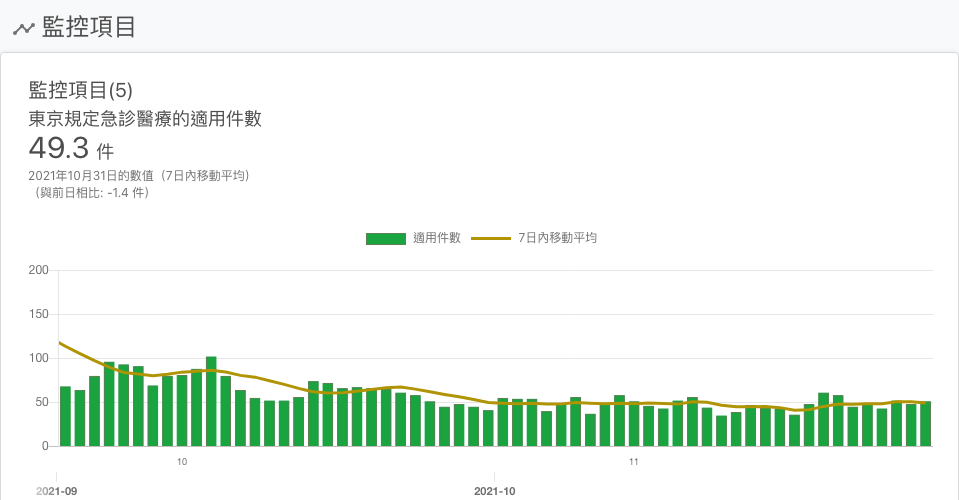 監控項目
監控項目(5)
東京規定急診醫療的適用件數
49.3 件
2021年10月31日的數值（7日內移動平均）
（與前日相比: -1.4 件）
適用件數 7日內移動平均
200
150
100
50
0
10 11
2021-09 2021-10